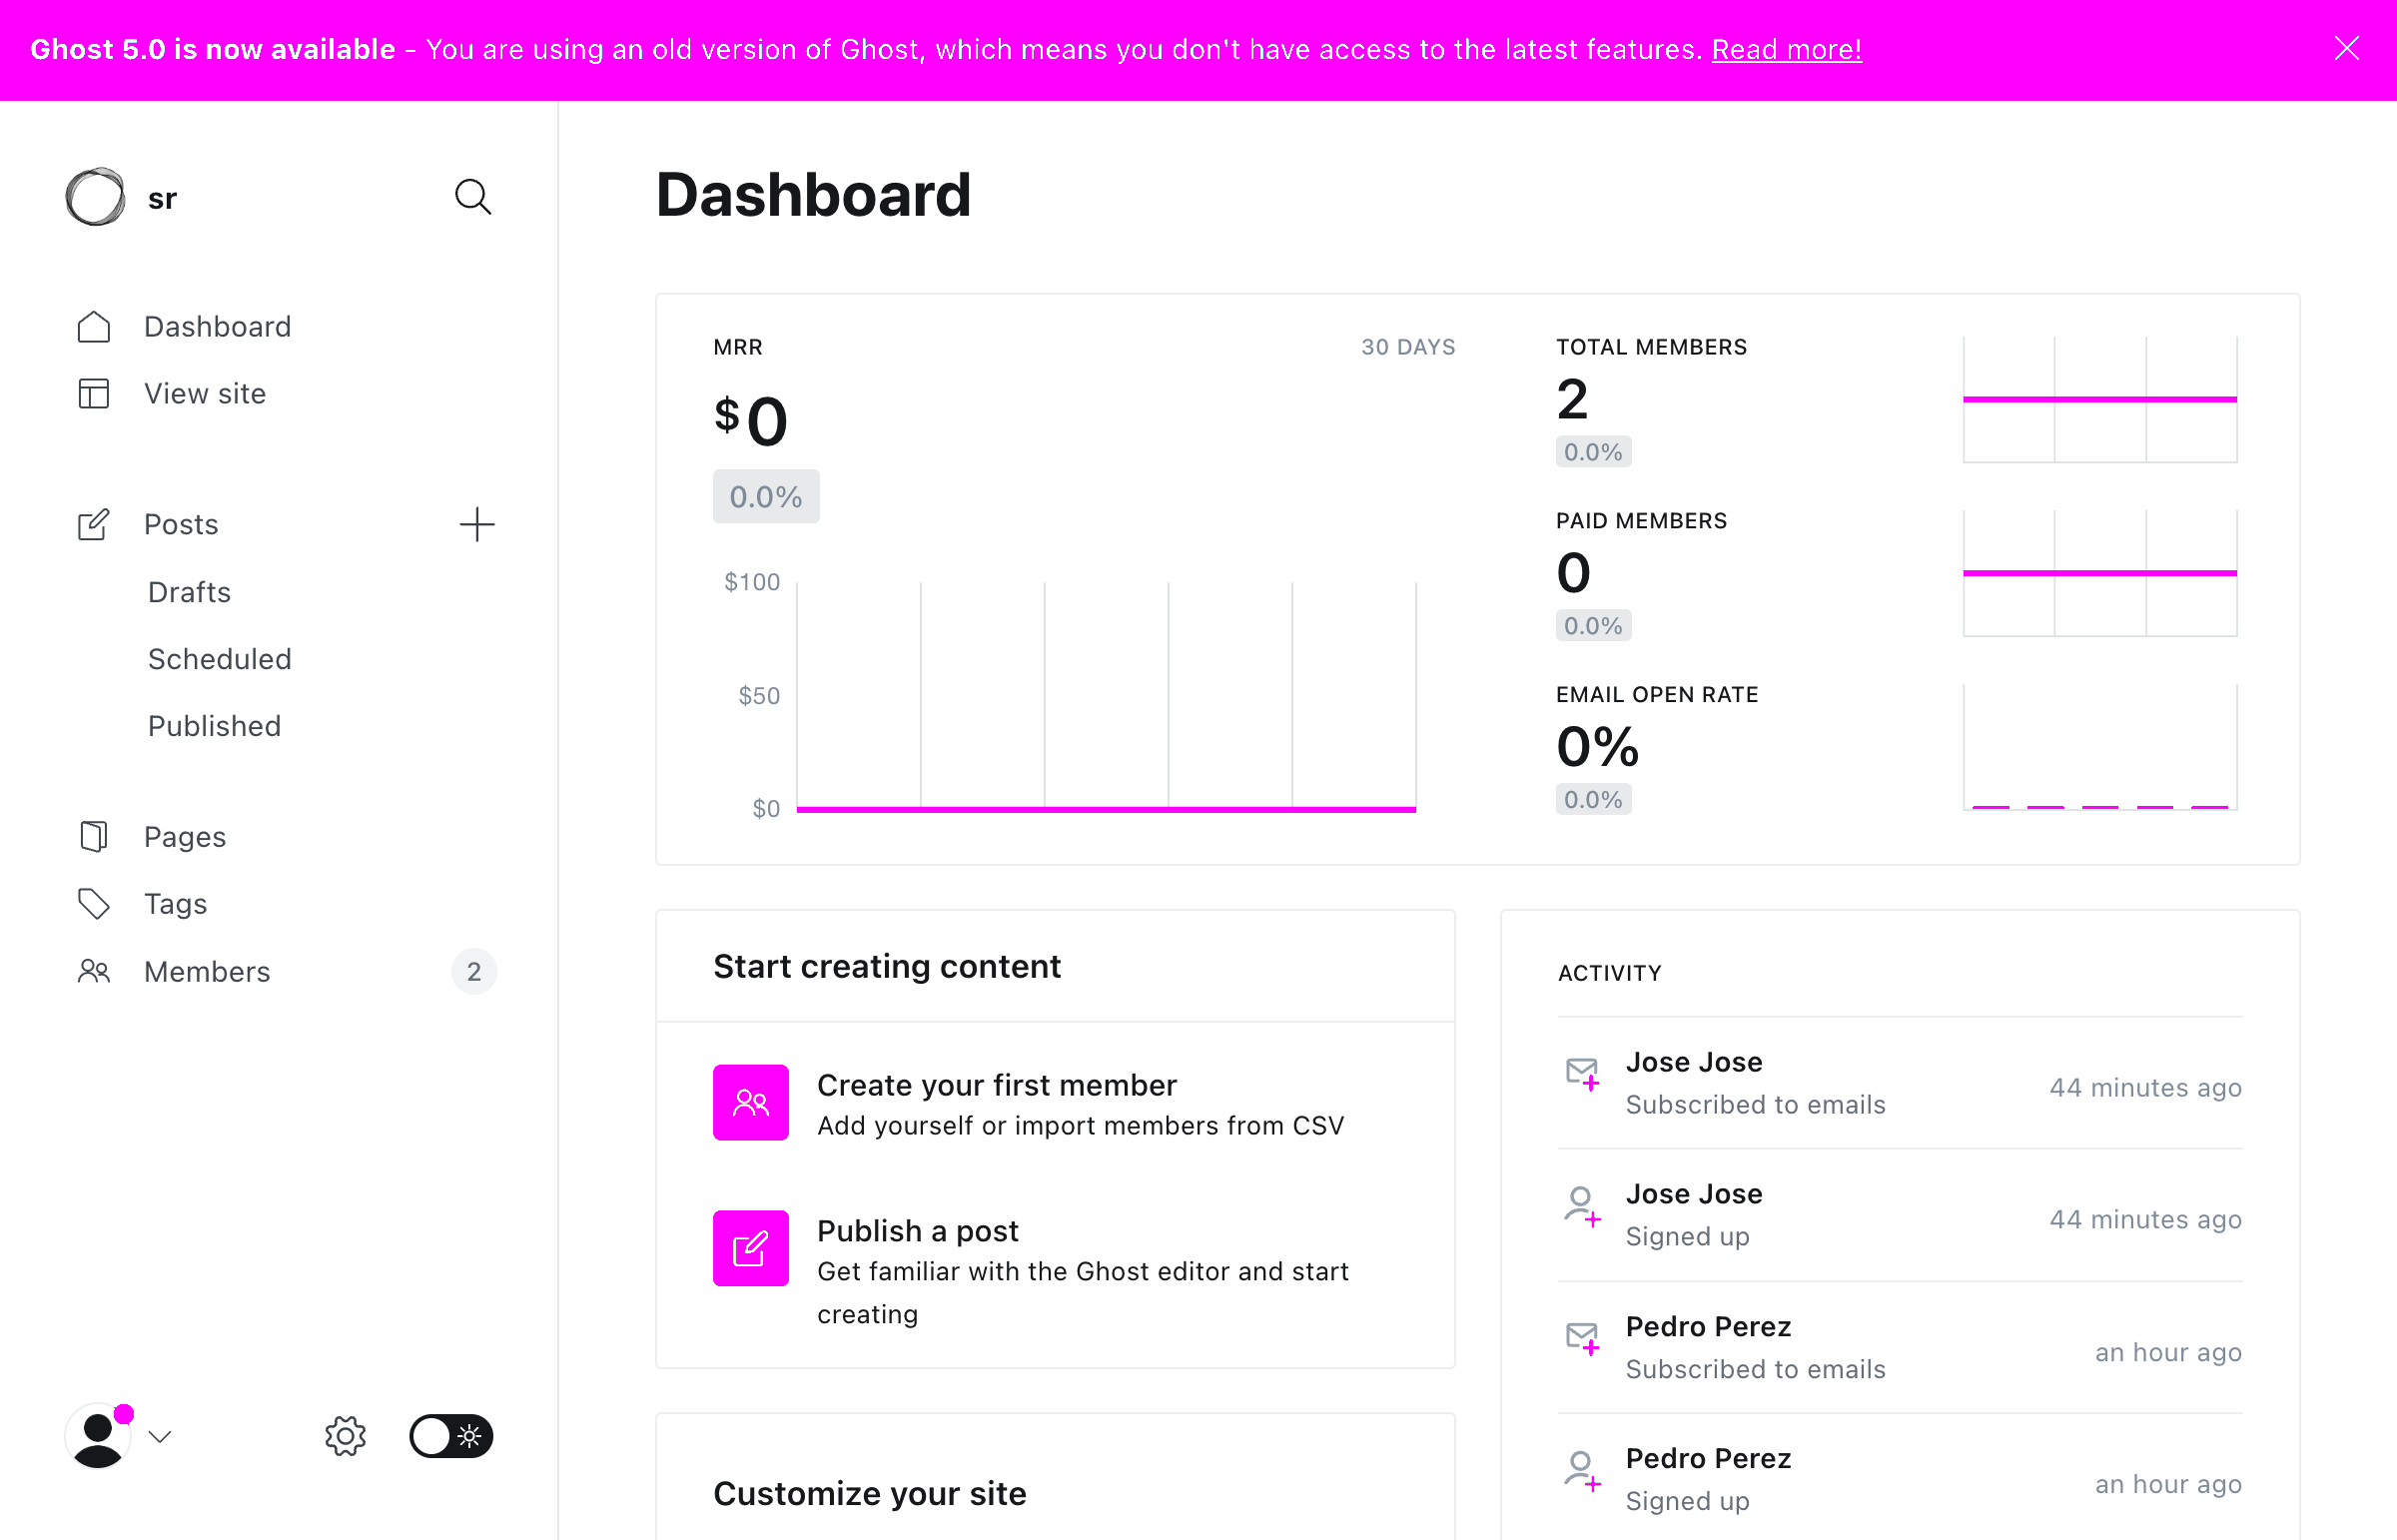 Ghost 5.0 is now available - You are using an old version of Ghost, which means you don't have access to the latest features. Read more!
sr
Dashboard
View site
Posts
Drafts
Scheduled
Published
Pages
Tags
Members 2
Dashboard
MRR 30 DAYS
$0
0.0%
$100
$50
$0
TOTAL MEMBERS
2
0.0%
PAID MEMBERS
0
0.0%
EMAIL OPEN RATE
0%
0.0%
Start creating content
Create your first member
Add yourself or import members from CSV
Publish a post
Get familiar with the Ghost editor and start
creating
Customize your site
ACTIVITY
Jose Jose
Subscribed to emails
44 minutes ago
Jose Jose
Signed up
44 minutes ago
Pedro Perez
Subscribed to emails
an hour ago
Pedro Perez
Signed up
an hour ago